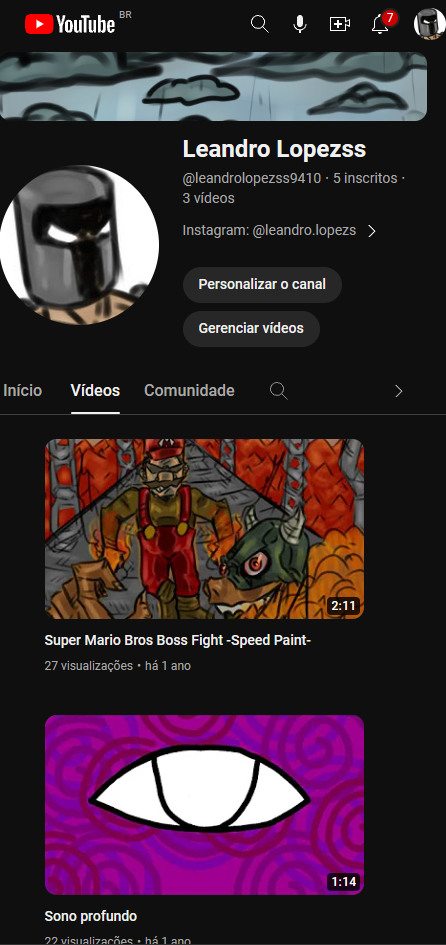 YouTube BR
7
Leandro Lopezss
@leandrolopezss9410 · 5 inscritos ·
3 vídeos
Instagram: @leandro.lopezs
Personalizar o canal
Gerenciar vídeos
Início Vídeos Comunidade
2:11
Super Mario Bros Boss Fight -Speed Paint-
27 visualizações • há 1 ano
1:14
Sono profundo
22 visualizações • há 1 ano